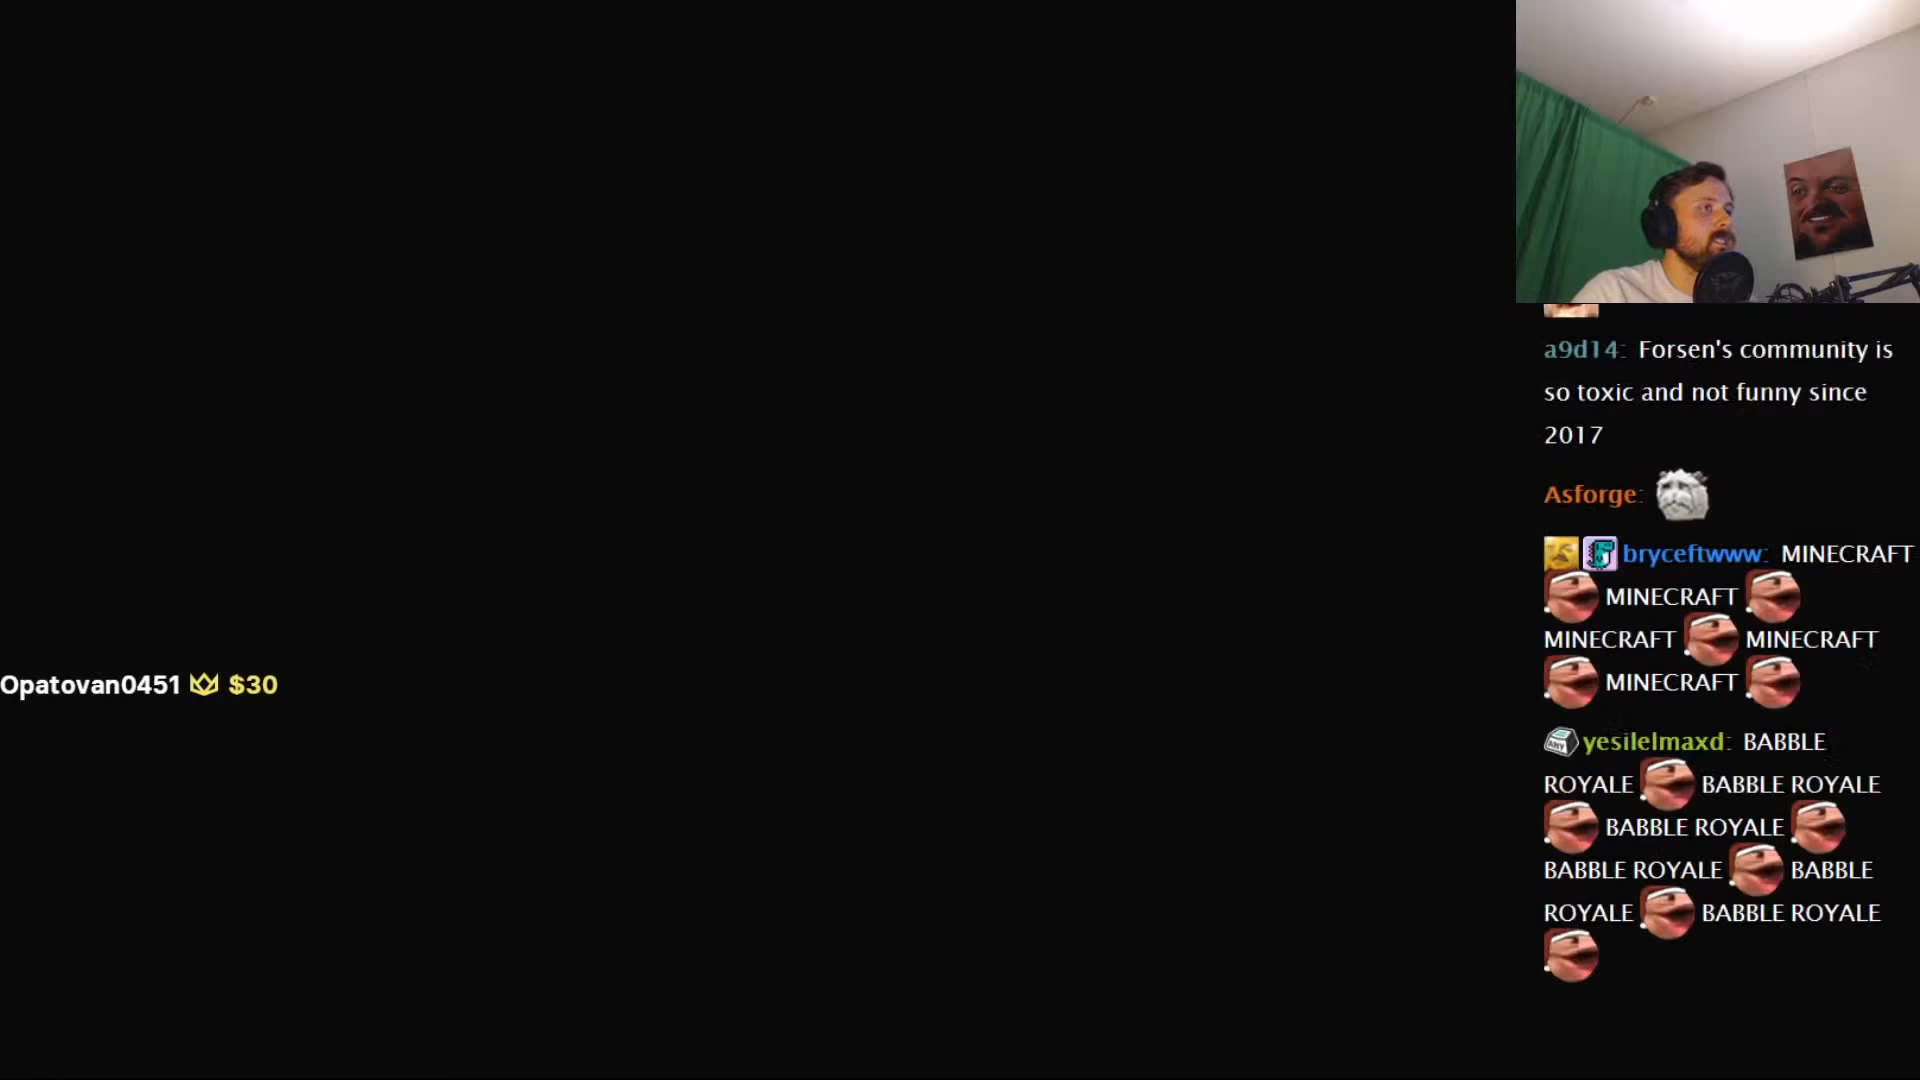 a9d14: Forsen's community is
so toxic and not funny since
2017
Asforge:
bryceftwww: MINECRAFT
MINECRAFT
MINECRAFT MINECRAFT
MINECRAFT
Opatovan0451 $30
yesilelmaxd: BABBLE
ROYALE BABBLE ROYALE
BABBLE ROYALE
BABBLE ROYALE BABBLE
ROYALE BABBLE ROYALE